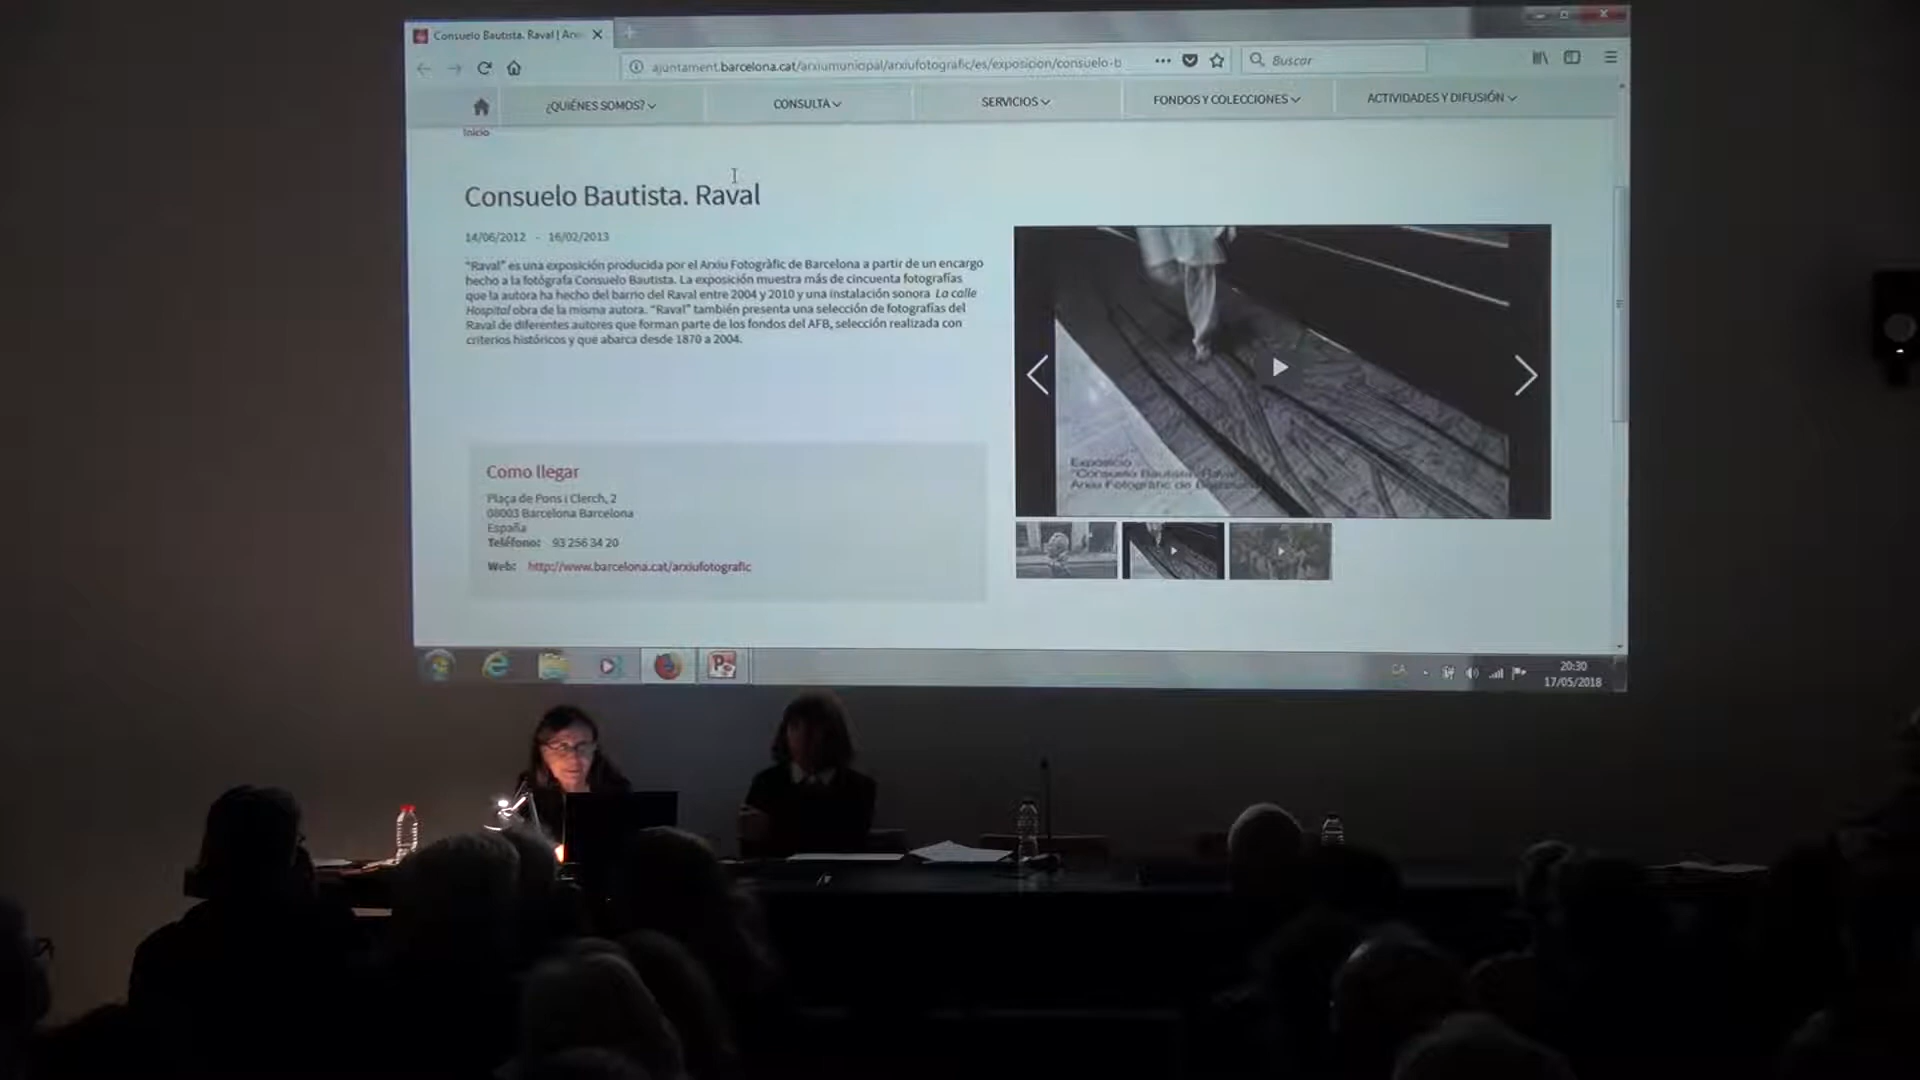 Consuelo Bautista. Raval | Arx
ajuntament.barcelona.cat/arxiumunicipal/arxiufotografic/es/exposicion/consuelo-b
Buscar
¿QUIÉNES SOMOS?
CONSULTA
SERVICIOS
FONDOS Y COLECCIONES
ACTIVIDADES Y DIFUSIÓN
Inicio
Consuelo Bautista. Raval
14/06/2012 - 16/02/2013
"Raval" es una exposición producida por el Arxiu Fotogràfic de Barcelona a partir de un encargo
hecho a la fotógrafa Consuelo Bautista. La exposición muestra más de cincuenta fotografías
que la autora ha hecho del barrio del Raval entre 2004 y 2010 y una instalación sonora La calle
Hospital obra de la misma autora. "Raval" también presenta una selección de fotografías del
Raval de diferentes autores que forman parte de los fondos del AFB, selección realizada con
criterios históricos y que abarca desde 1870 a 2004.
Exposició
"Consuelo Bautista. Raval"
Arxiu Fotogràfic de Barcelona
Como llegar
Plaça de Pons i Clerch, 2
08003 Barcelona Barcelona
España
Teléfono: 93 256 34 20
Web: http://www.barcelona.cat/arxiufotografic
CA
20:30
17/05/2018